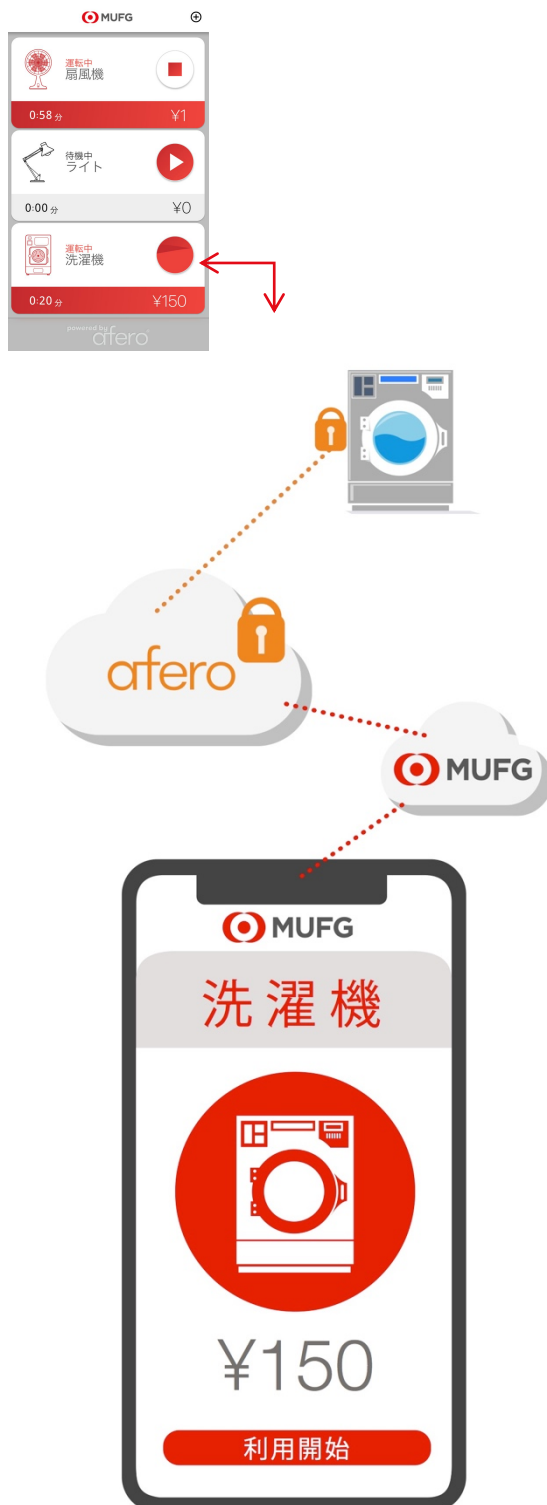 MUFG
運転中
扇風機
0:58 分 ¥1
待機中
ライト
0:00 分 ¥0
運転中
洗濯機
0:20 分 ¥150
powered by
afero
afero
MUFG
MUFG
洗濯機
¥150
利用開始